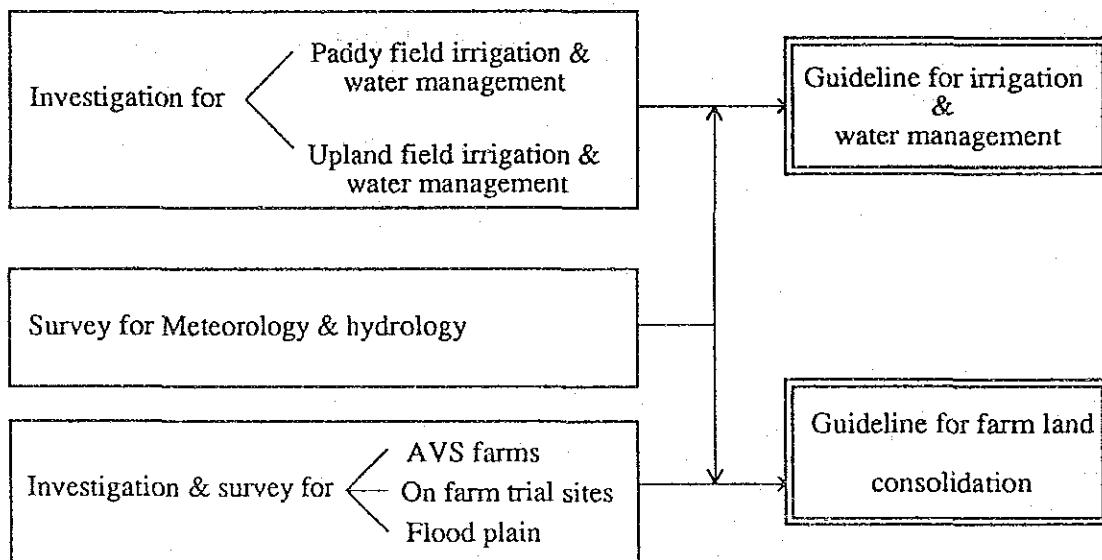 Paddy field irrigation &
water management
Investigation for
Upland field irrigation &
water management
Guideline for irrigation
&
water management
Survey for Meteorology & hydrology
AVS farms
Investigation & survey for
On farm trial sites
Flood plain
Guideline for farm land
consolidation